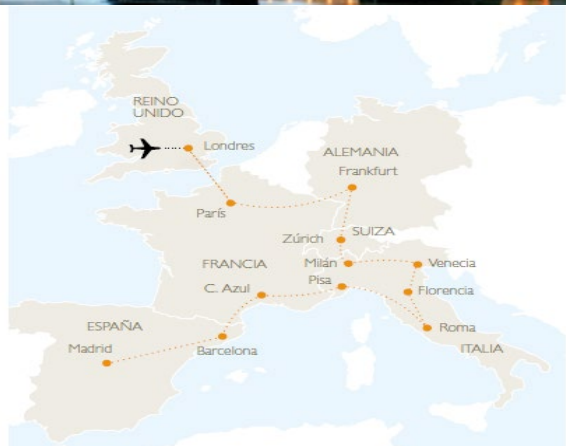 REINO
UNIDO
Londres
ALEMANIA
Frankfurt
París
Zúrich
SUIZA
Milán
Venecia
FRANCIA
Pisa
C. Azul
Florencia
ESPAÑA
Roma
Madrid
Barcelona
ITALIA